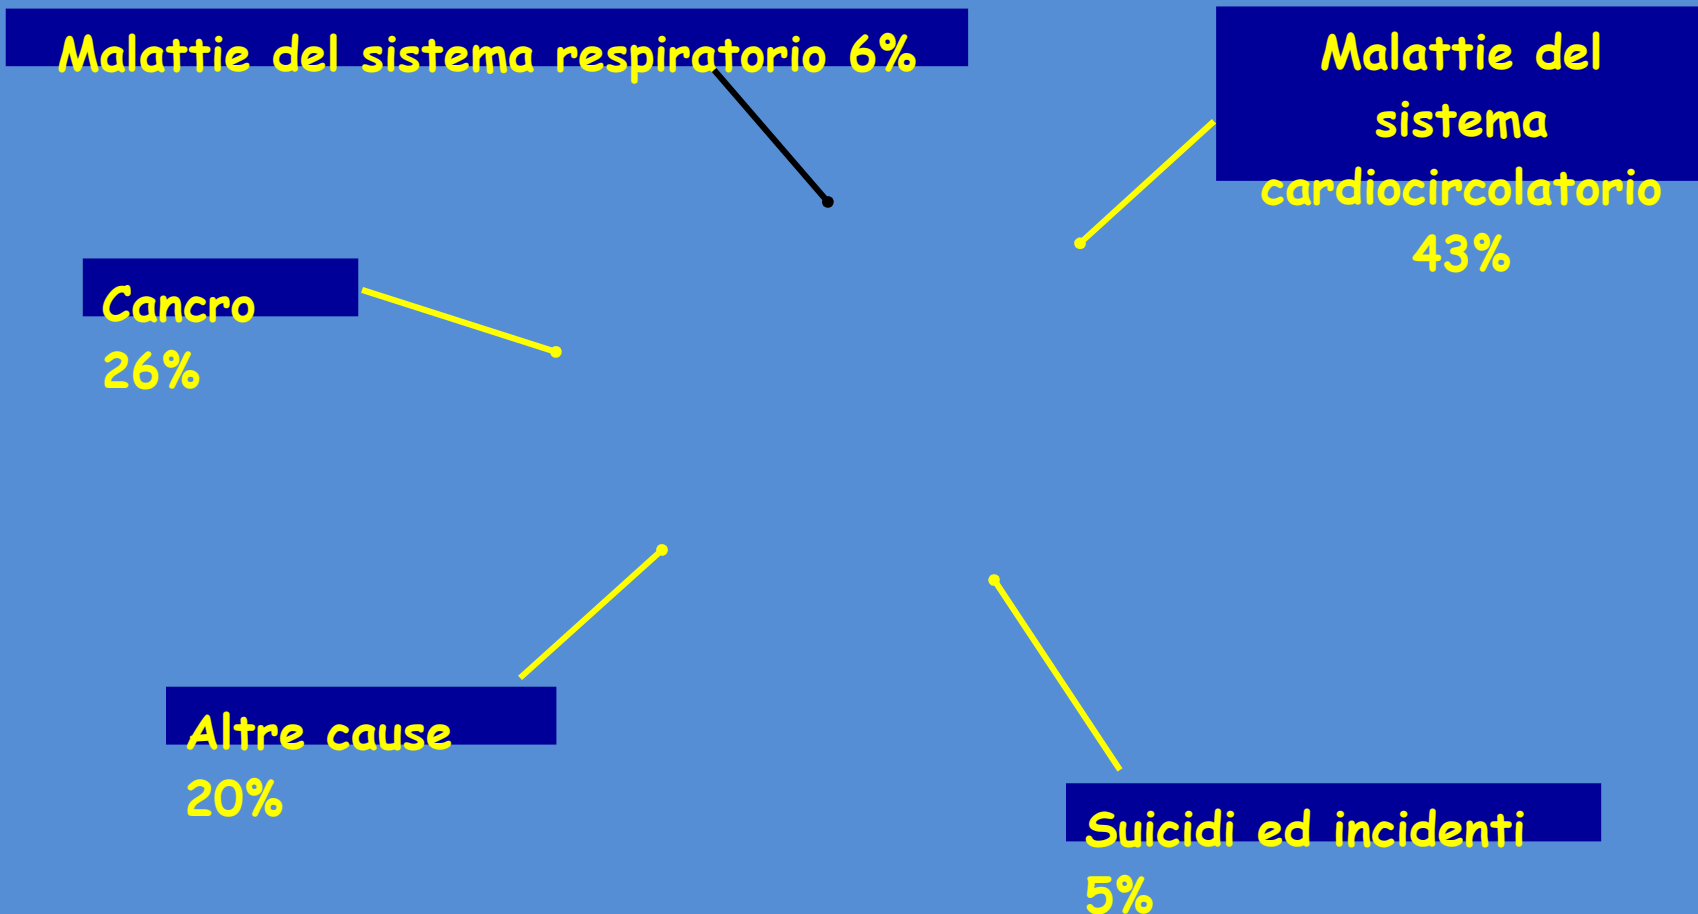 Malattie del sistema respiratorio 6%
Malattie del
sistema
cardiocircolatorio
43%
Cancro
26%
Altre cause
20%
Suicidi ed incidenti
5%